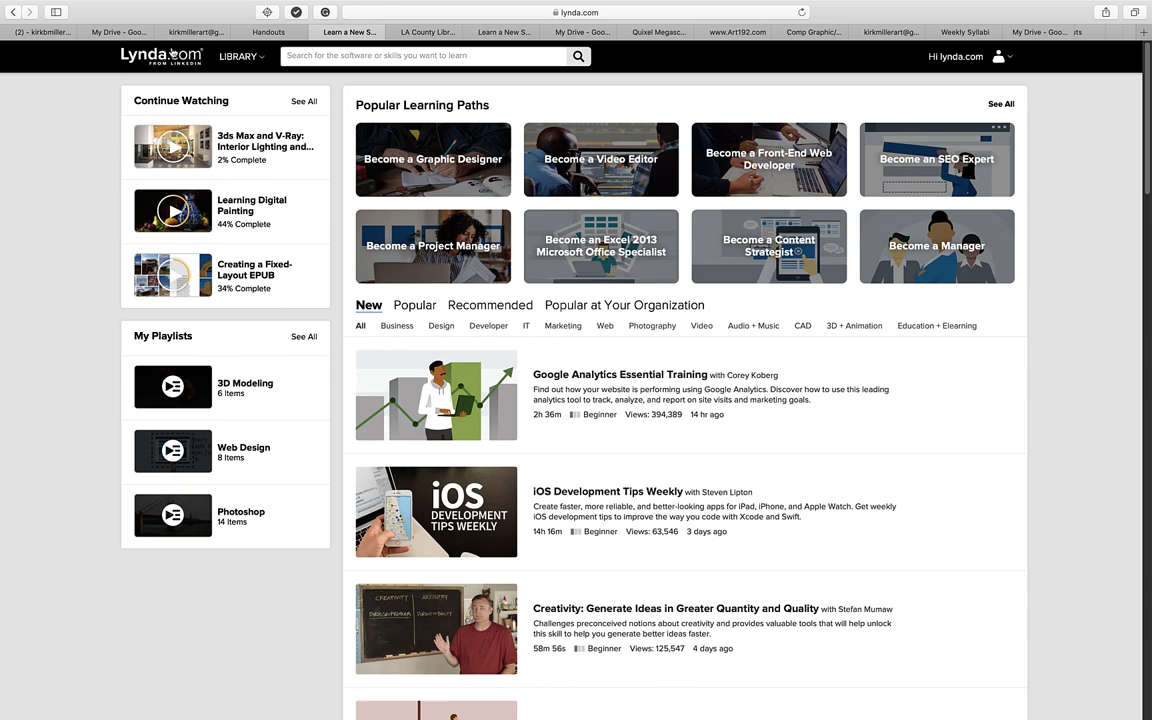 lynda.com
(2) - kirkbmiller...
My Drive - Goo...
kirkmillerart@g...
Handouts
Learn a New S...
LA County Libr...
Learn a New S...
My Drive - Goo...
Quixel Megasc...
www.Art192.com
Comp Graphic/...
kirkmillerart@g...
Weekly Syllabi
My Drive - Goo...
Lynda.com
FROM LINKEDIN
LIBRARY
Search for the software or skills you want to learn
Hi lynda.com
Continue Watching
See All
3ds Max and V-Ray:
Interior Lighting and...
2% Complete
Learning Digital
Painting
44% Complete
Creating a Fixed-
Layout EPUB
34% Complete
My Playlists
See All
3D Modeling
6 Items
Web Design
8 Items
Photoshop
14 Items
Popular Learning Paths
See All
Become a Graphic Designer
Become a Video Editor
Become a Front-End Web
Developer
Become an SEO Expert
Become a Project Manager
Become an Excel 2013
Microsoft Office Specialist
Become a Content
Strategist
Become a Manager
New Popular Recommended Popular at Your Organization
All Business Design Developer IT Marketing Web Photography Video Audio + Music CAD 3D + Animation Education + Elearning
Google Analytics Essential Training with Corey Koberg
Find out how your website is performing using Google Analytics. Discover how to use this leading
analytics tool to track, analyze, and report on site visits and marketing goals.
2h 36m Beginner Views: 394,389 14 hr ago
iOS
DEVELOPMENT
TIPS WEEKLY
iOS Development Tips Weekly with Steven Lipton
Create faster, more reliable, and better-looking apps for iPad, iPhone, and Apple Watch. Get weekly
iOS development tips to improve the way you code with Xcode and Swift.
14h 16m Beginner Views: 63,546 3 days ago
CREATIVITY ARTISTRY
Creativity: Generate Ideas in Greater Quantity and Quality with Stefan Mumaw
Challenges preconceived notions about creativity and provides valuable tools that will help unlock
this skill to help you generate better ideas faster.
58m 56s Beginner Views: 125,547 4 days ago